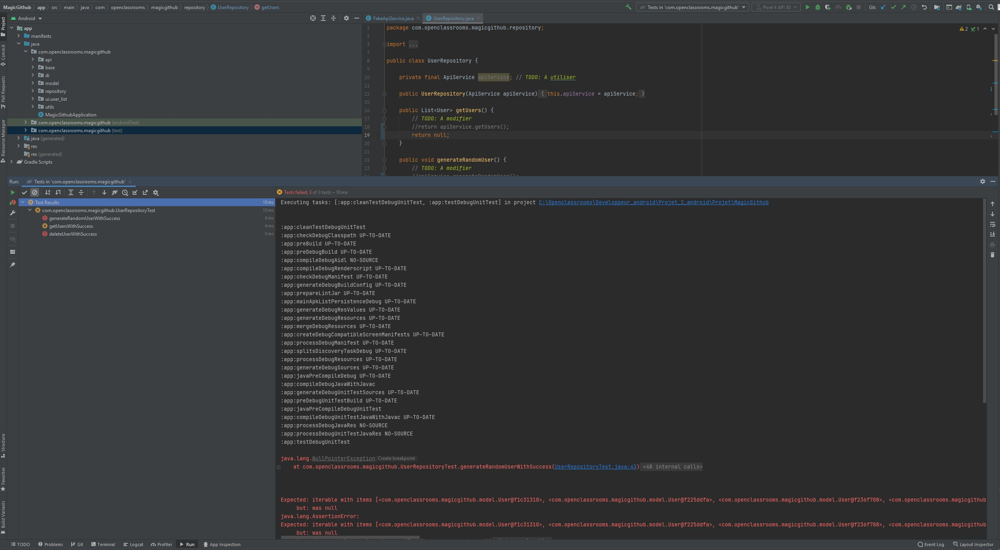 MagicGithub app src main java com openclassrooms magicgithub repository UserRepository getUsers
Tests in 'com.openclassrooms.magicgithub' Pixel 4 API 30 Git:
Project
Commit
Pull Requests
Resource Manager
Structure
Favorites
Build Variants
Android
app
manifests
java
com.openclassrooms.magicgithub
api
base
di
model
repository
ui.user_list
utils
MagicGithubApplication
com.openclassrooms.magicgithub (androidTest)
com.openclassrooms.magicgithub (test)
java (generated)
res
res (generated)
Gradle Scripts
FakeApiService.java UserRepository.java
2 1
1 package com.openclassrooms.magicgithub.repository;
2
3 import ...
7
8 public class UserRepository {
9
10 private final ApiService apiService; // TODO: A utiliser
11
12 public UserRepository(ApiService apiService) { this.apiService = apiService; }
15
16 public List<User> getUsers() {
17 // TODO: A modifier
18 //return apiService.getUsers();
19 return null;
20 }
21
22 public void generateRandomUser() {
23 // TODO: A modifier
24 //apiService.generateRandomUser();
Run: Tests in 'com.openclassrooms.magicgithub'
Tests failed: 3 of 3 tests – 10 ms
Test Results 10 ms
com.openclassrooms.magicgithub.UserRepositoryTest 10 ms
generateRandomUserWithSuccess 6 ms
getUsersWithSuccess 4 ms
deleteUserWithSuccess 0 ms
Executing tasks: [:app:cleanTestDebugUnitTest, :app:testDebugUnitTest] in project C:\Openclassrooms\Developpeur_android\Projet_2_android\Projet\MagicGithub
:app:cleanTestDebugUnitTest
:app:checkDebugClasspath UP-TO-DATE
:app:preBuild UP-TO-DATE
:app:preDebugBuild UP-TO-DATE
:app:compileDebugAidl NO-SOURCE
:app:compileDebugRenderscript UP-TO-DATE
:app:checkDebugManifest UP-TO-DATE
:app:generateDebugBuildConfig UP-TO-DATE
:app:prepareLintJar UP-TO-DATE
:app:mainApkListPersistenceDebug UP-TO-DATE
:app:generateDebugResValues UP-TO-DATE
:app:generateDebugResources UP-TO-DATE
:app:mergeDebugResources UP-TO-DATE
:app:createDebugCompatibleScreenManifests UP-TO-DATE
:app:processDebugManifest UP-TO-DATE
:app:splitsDiscoveryTaskDebug UP-TO-DATE
:app:processDebugResources UP-TO-DATE
:app:generateDebugSources UP-TO-DATE
:app:javaPreCompileDebug UP-TO-DATE
:app:compileDebugJavaWithJavac
:app:generateDebugUnitTestSources UP-TO-DATE
:app:preDebugUnitTestBuild UP-TO-DATE
:app:javaPreCompileDebugUnitTest
:app:compileDebugUnitTestJavaWithJavac UP-TO-DATE
:app:processDebugJavaRes NO-SOURCE
:app:processDebugUnitTestJavaRes NO-SOURCE
:app:testDebugUnitTest
java.lang.NullPointerException Create breakpoint
at com.openclassrooms.magicgithub.UserRepositoryTest.generateRandomUserWithSuccess(UserRepositoryTest.java:43) <48 internal calls>
Expected: iterable with items [<com.openclassrooms.magicgithub.model.User@f1c31310>, <com.openclassrooms.magicgithub.model.User@f225ddfa>, <com.openclassrooms.magicgithub.model.User@f236f708>, <com.openclassrooms.magicgithub
but: was null
java.lang.AssertionError:
Expected: iterable with items [<com.openclassrooms.magicgithub.model.User@f1c31310>, <com.openclassrooms.magicgithub.model.User@f225ddfa>, <com.openclassrooms.magicgithub.model.User@f236f708>, <com.openclassrooms.magicgithub
but: was null
TODO Problems Git Terminal Logcat Profiler Run App Inspection Event Log Layout Inspector